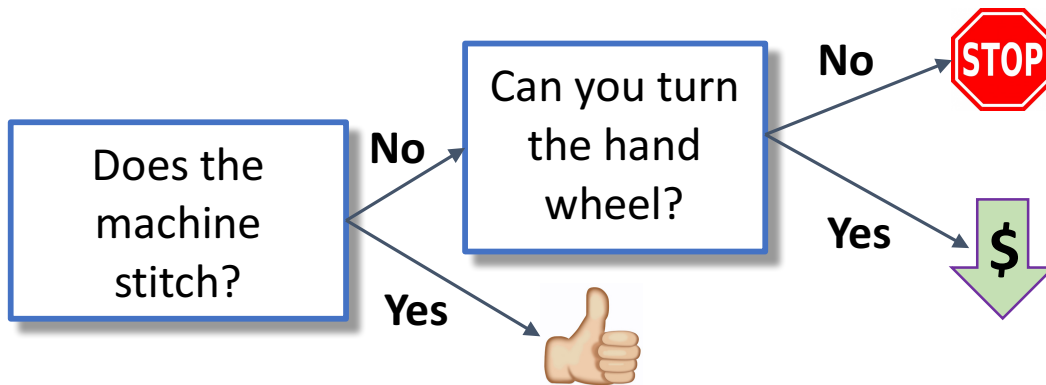 Does the
machine
stitch?
No
Yes
Can you turn
the hand
wheel?
No
STOP
Yes
$